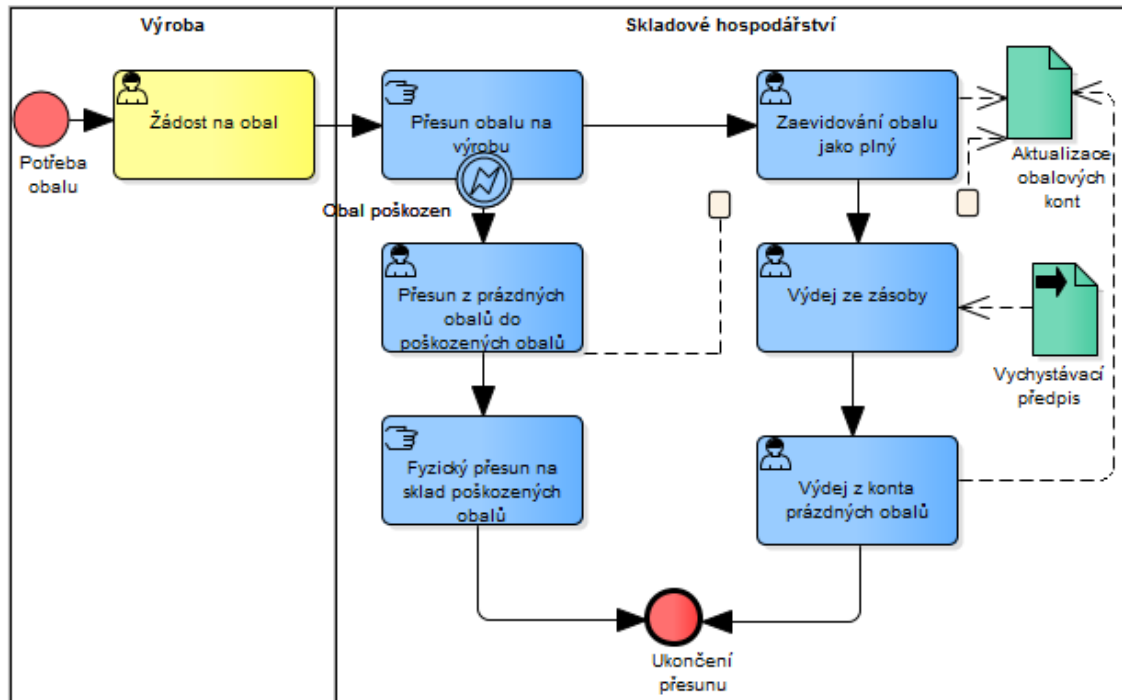 Výroba
Skladové hospodářství
Potřeba
obalu
Žádost na obal
Přesun obalu na
výrobu
Obal poškozen
Zaevidování obalu
jako plný
Aktualizace
obalových
kont
Přesun z prázdných
obalů do
poškozených obalů
Výdej ze zásoby
Vychystávací
předpis
Fyzický přesun na
sklad poškozených
obalů
Výdej z konta
prázdných obalů
Ukončení
přesunu